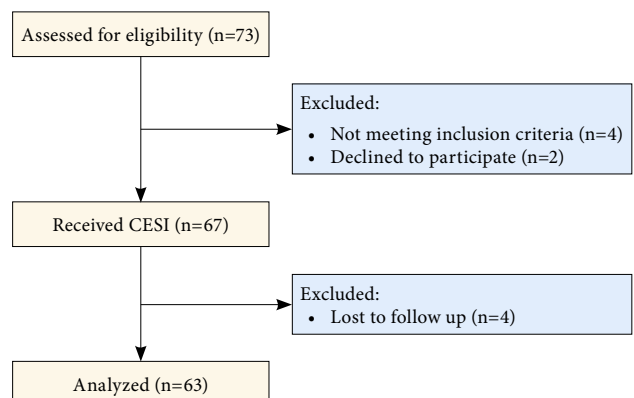 Assessed for eligibility (n=73)
Excluded:
• Not meeting inclusion criteria (n=4)
• Declined to participate (n=2)
Received CESI (n=67)
Excluded:
• Lost to follow up (n=4)
Analyzed (n=63)